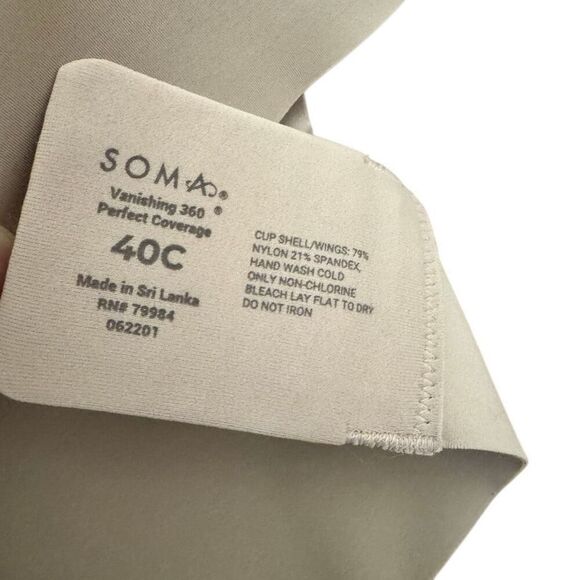 SOMA®
Vanishing 360®
Perfect Coverage
40C
Made in Sri Lanka
RN# 79984
062201
CUP SHELL/WINGS: 79%
NYLON 21% SPANDEX,
HAND WASH COLD
ONLY NON-CHLORINE
BLEACH LAY FLAT TO DRY
DO NOT IRON